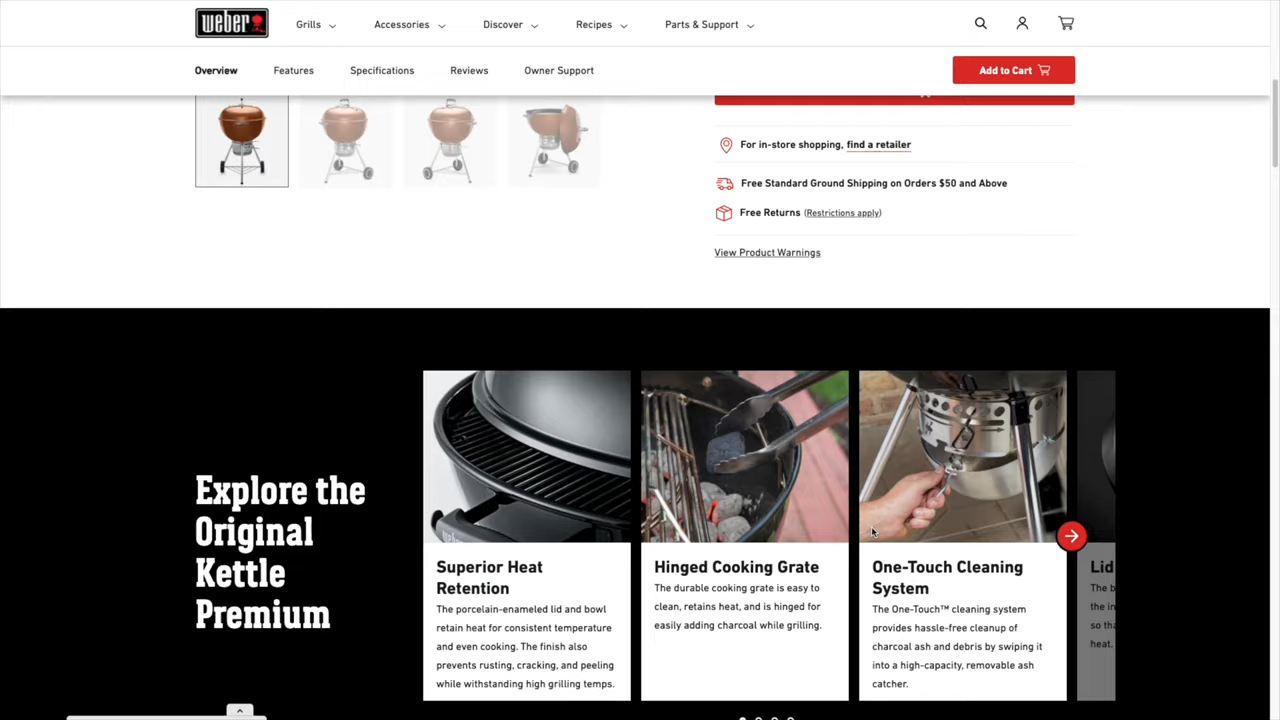 weber
Grills
Accessories
Discover
Recipes
Parts & Support
Overview
Features
Specifications
Reviews
Owner Support
Add to Cart
For in-store shopping, find a retailer
Free Standard Ground Shipping on Orders $50 and Above
Free Returns (Restrictions apply)
View Product Warnings
Explore the
Original
Kettle
Premium
Superior Heat
Retention
The porcelain-enameled lid and bowl
retain heat for consistent temperature
and even cooking. The finish also
prevents rusting, cracking, and peeling
while withstanding high grilling temps.
Hinged Cooking Grate
The durable cooking grate is easy to
clean, retains heat, and is hinged for
easily adding charcoal while grilling.
One-Touch Cleaning
System
The One-Touch™ cleaning system
provides hassle-free cleanup of
charcoal ash and debris by swiping it
into a high-capacity, removable ash
catcher.
Lid
The b
the in
so tha
heat.